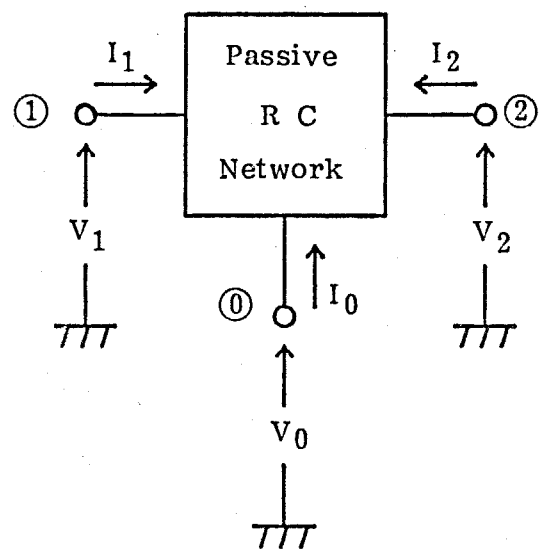 I1 Passive I2
① R C ②
Network
V1 V2
⓪ I0
V0